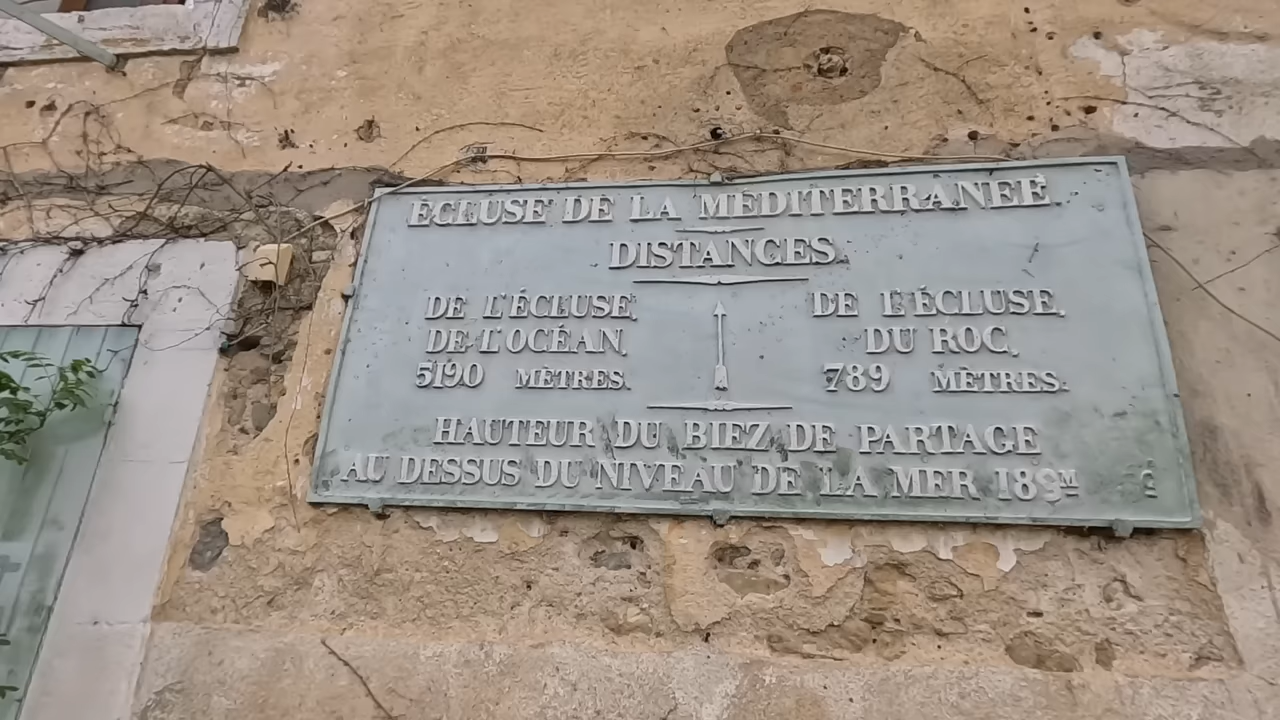 ÉCLUSE DE LA MÉDITERRANEÉ.
DISTANCES.
DE L'ÉCLUSE,
DE L'OCÉAN,
5190 MÈTRES.
DE L'ÉCLUSE,
DU ROC,
789 MÈTRES.
HAUTEUR DU BIEZ DE PARTAGE
AU DESSUS DU NIVEAU DE LA MER 189M